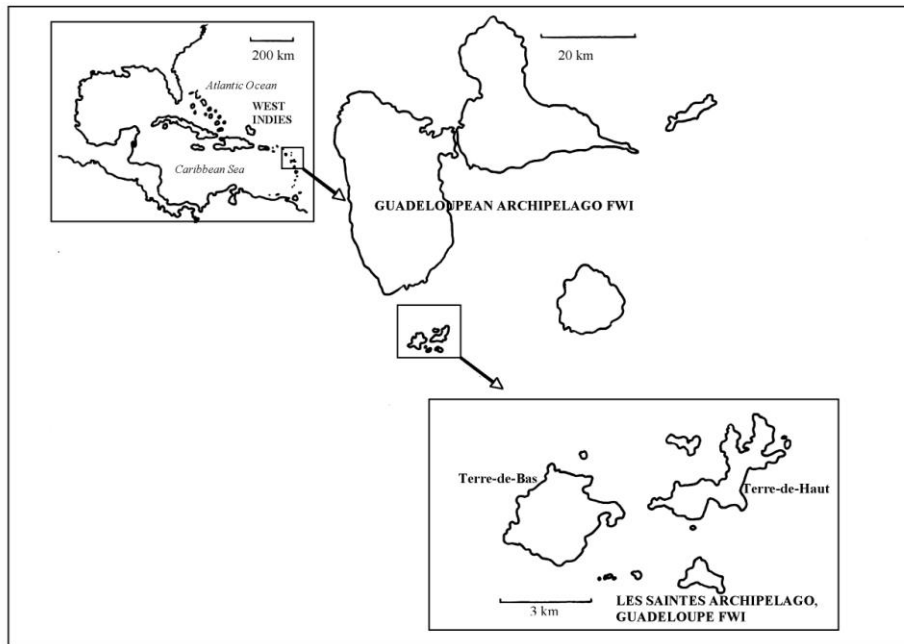 200 km
Atlantic Ocean
WEST
INDIES
Caribbean Sea
20 km
GUADELOUPEAN ARCHIPELAGO FWI
Terre-de-Bas
Terre-de-Haut
3 km
LES SAINTES ARCHIPELAGO,
GUADELOUPE FWI